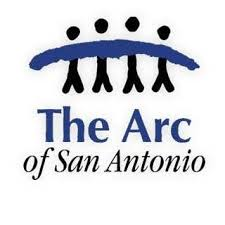 The Arc
of San Antonio